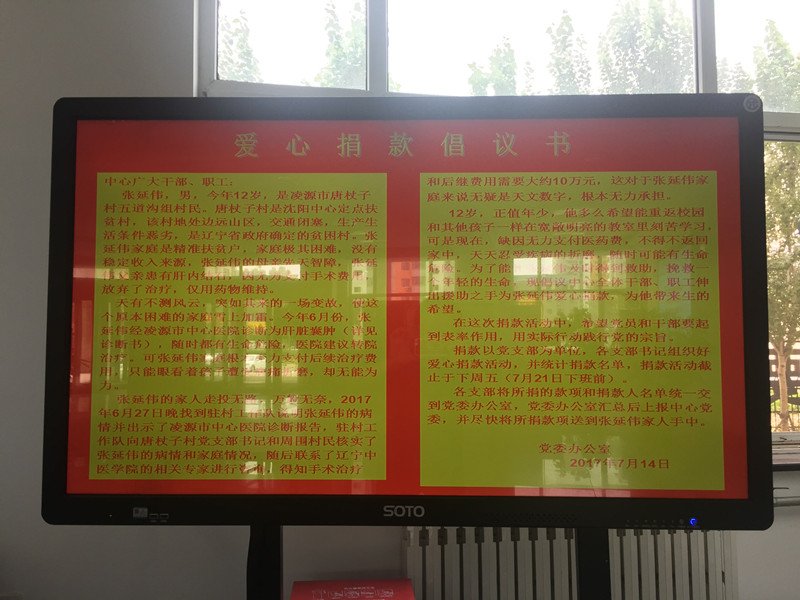 爱心捐款倡议书
中心广大干部、职工：
张延伟，男，今年12岁，是凌源市唐杖子
村五道沟组村民。唐杖子村是沈阳中心定点扶
贫村，该村地处边远山区，交通闭塞，生产生
活条件恶劣，是辽宁省政府确定的贫困村。张
延伟家庭是精准扶贫户，家庭极其困难，没有
稳定收入来源，张延伟的母亲先天智障，张延
伟父亲患有肝内结石，因无力支付手术费用，
放弃了治疗，仅用药物维持。
天有不测风云，突如其来的一场变故，使这
个原本困难的家庭雪上加霜。今年6月份，张
延伟经凌源市中心医院诊断为肝脏囊肿（详见
诊断书），随时都有生命危险，医院建议转院
治疗。可张延伟家庭根本无力支付后续治疗费
用，只能眼看着孩子遭受病痛折磨，却无能为
力。
张延伟的家人走投无路，万般无奈，2017
年6月27日晚找到驻村工作队说明张延伟的病
情并出示了凌源市中心医院诊断报告，驻村工
作队向唐杖子村党支部书记和周围村民核实了
张延伟的病情和家庭情况，随后联系了辽宁中
医学院的相关专家进行咨询，得知手术治疗
和后继费用需要大约10万元，这对于张延伟家
庭来说无疑是天文数字，根本无力承担。
12岁，正值年少，他多么希望能重返校园
和其他孩子一样在宽敞明亮的教室里刻苦学习，
可是现在，缺因无力支付医药费，不得不返回
家中，天天忍受疾病的折磨，随时可能有生命
危险。为了能让张延伟及时得到救助，挽救一
个年轻的生命，现倡议中心全体干部、职工伸
出援助之手为张延伟爱心捐款，为他带来生的
希望。
在这次捐款活动中，希望党员和干部要起
到表率作用，用实际行动践行党的宗旨。
捐款以党支部为单位，各支部书记组织好
爱心捐款活动，并统计捐款名单，捐款活动截
止于下周五（7月21日下班前）。
各支部将所捐的款项和捐款人名单统一交
到党委办公室，党委办公室汇总后上报中心党
委，并尽快将所捐款项送到张延伟家人手中。
党委办公室
2017年7月14日
SOTO